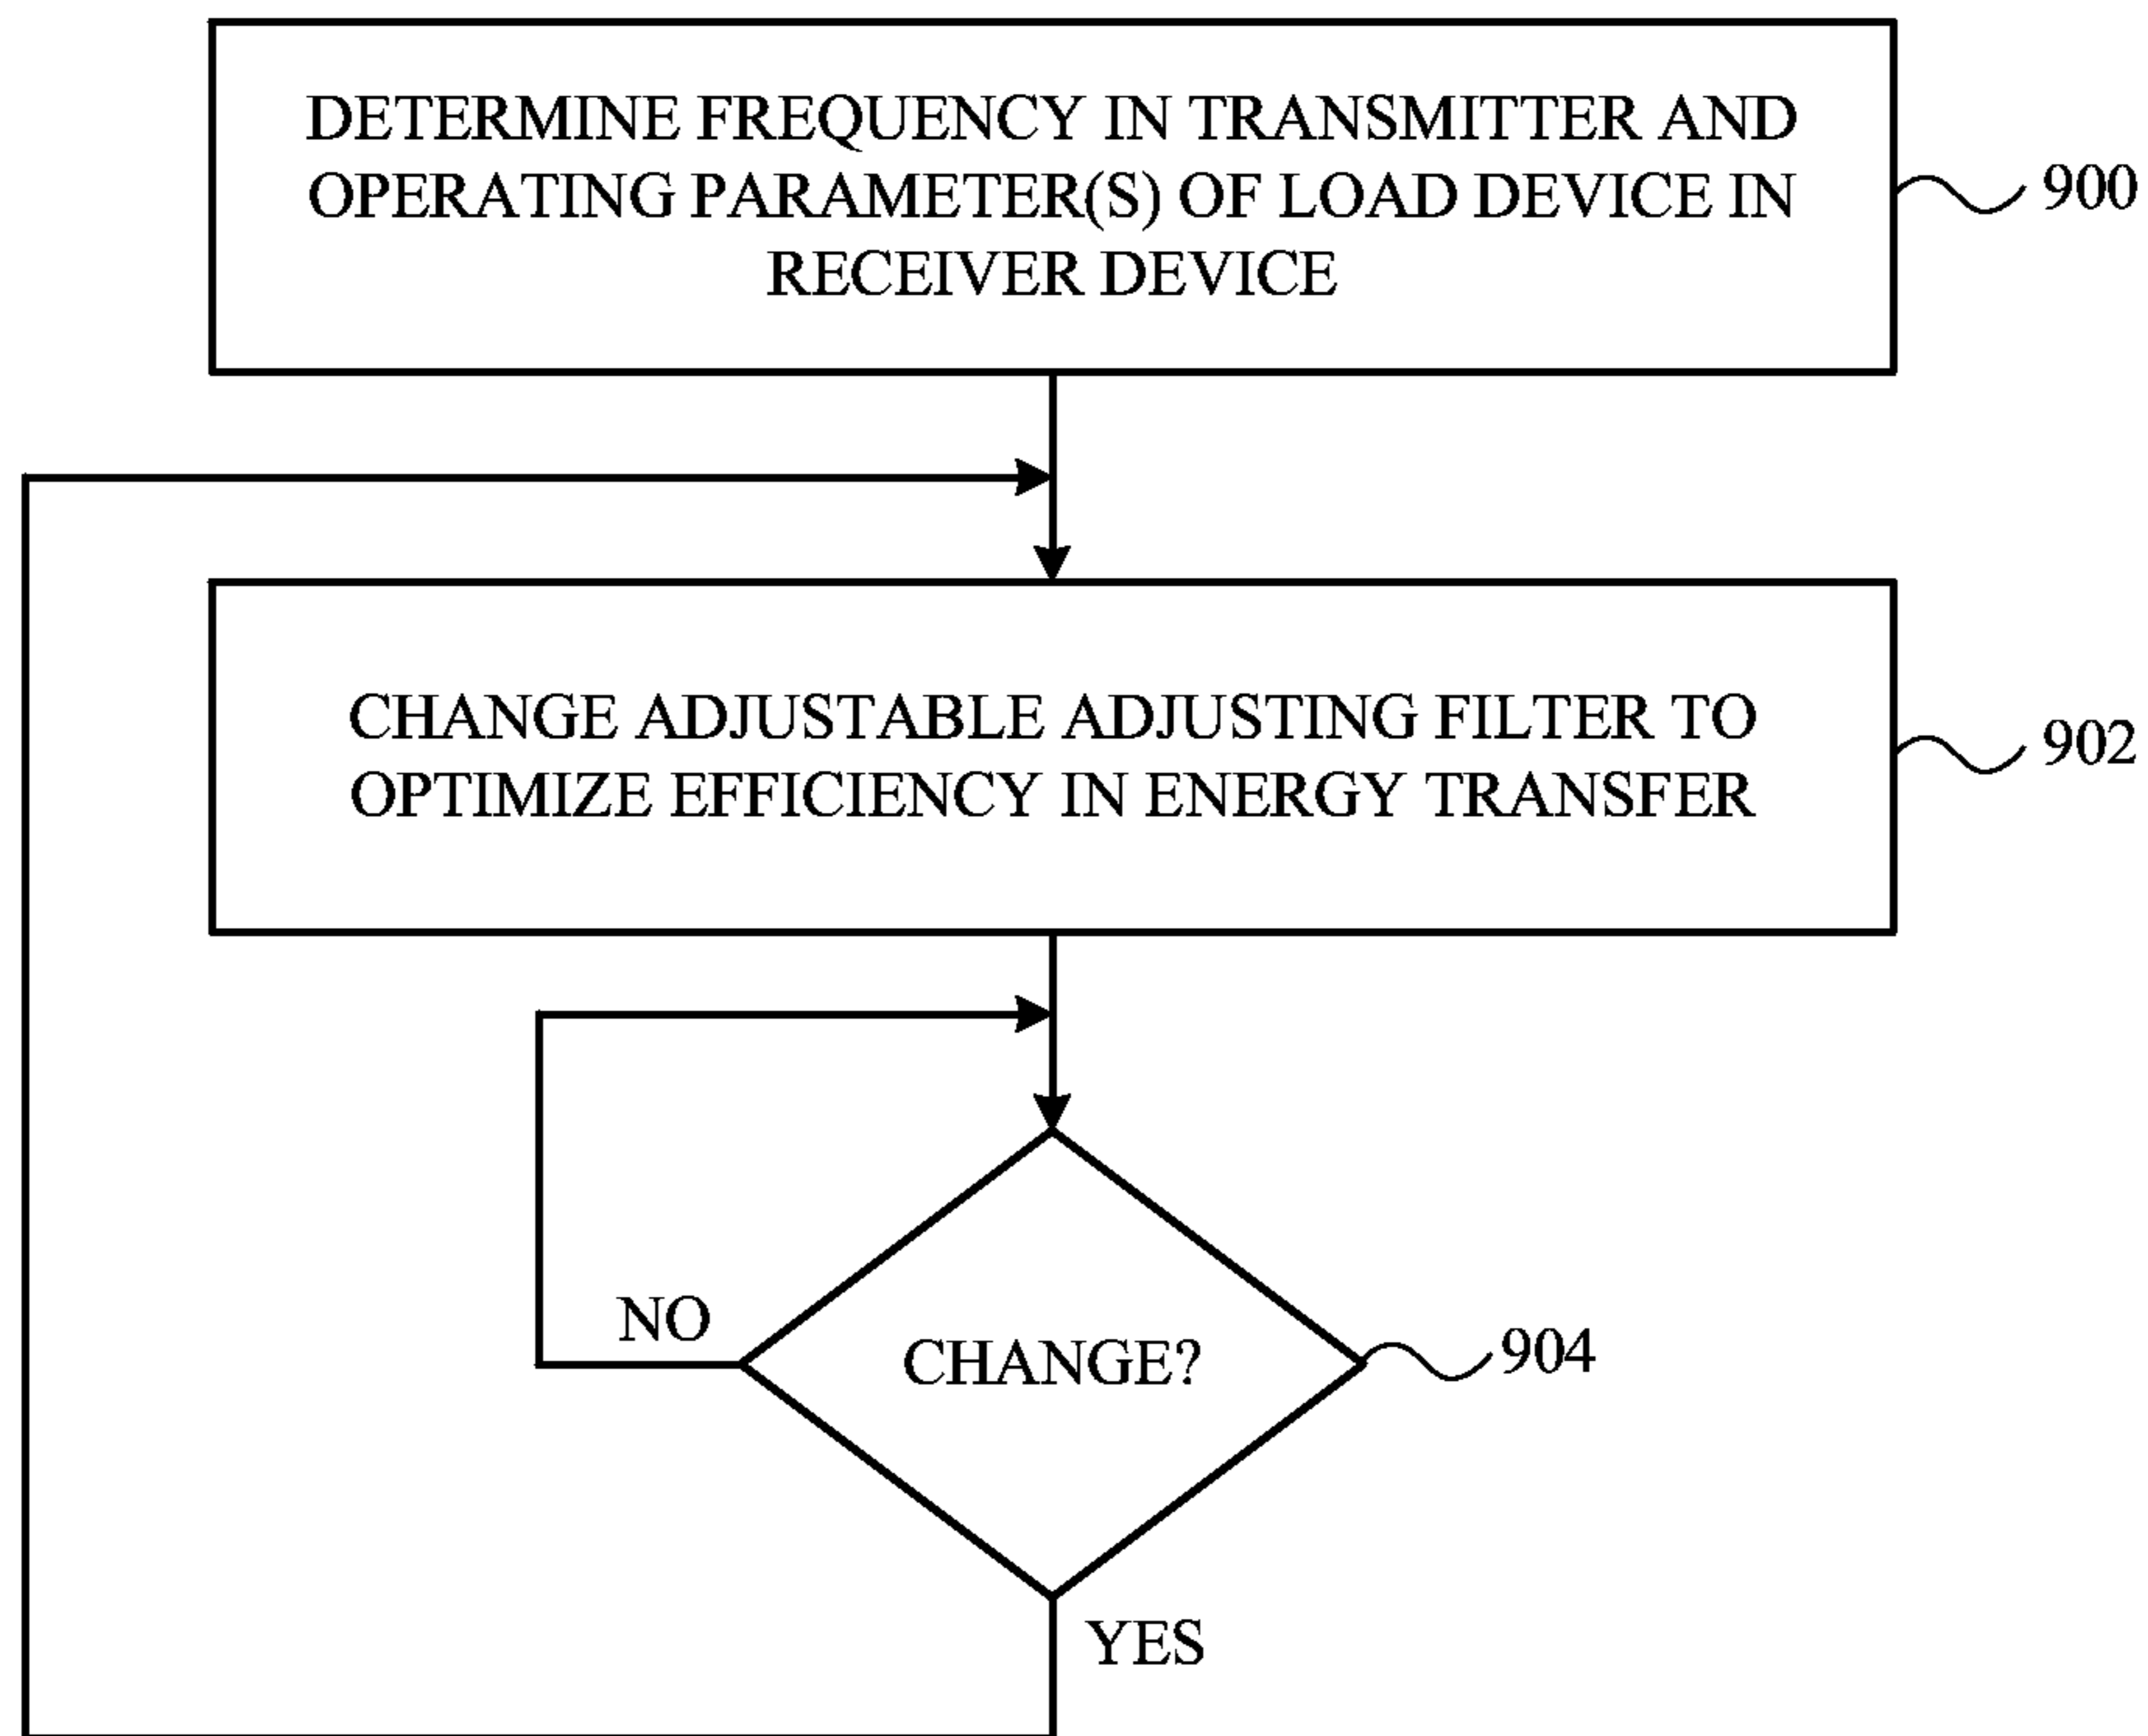 DETERMINE FREQUENCY IN TRANSMITTER AND
OPERATING PARAMETER(S) OF LOAD DEVICE IN
RECEIVER DEVICE
900
CHANGE ADJUSTABLE ADJUSTING FILTER TO
OPTIMIZE EFFICIENCY IN ENERGY TRANSFER
902
NO
CHANGE?
904
YES